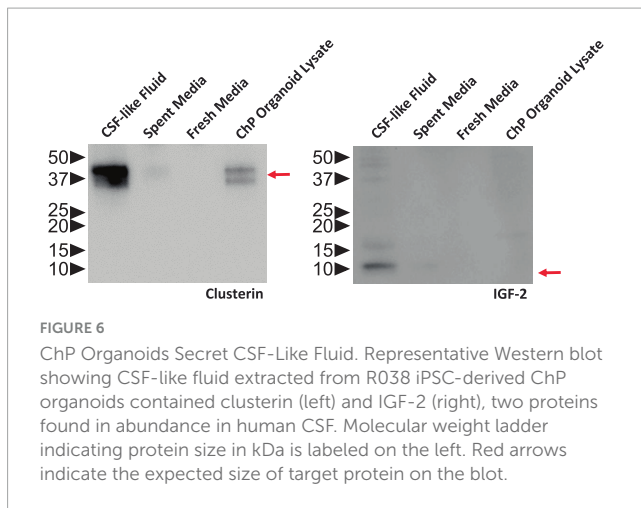 CSF-like Fluid
Spent Media
Fresh Media
ChP Organoid Lysate
50
37
25
20
15
10
Clusterin
CSF-like Fluid
Spent Media
Fresh Media
ChP Organoid Lysate
50
37
25
20
15
10
IGF-2
FIGURE 6
ChP Organoids Secret CSF-Like Fluid. Representative Western blot
showing CSF-like fluid extracted from R038 iPSC-derived ChP
organoids contained clusterin (left) and IGF-2 (right), two proteins
found in abundance in human CSF. Molecular weight ladder
indicating protein size in kDa is labeled on the left. Red arrows
indicate the expected size of target protein on the blot.